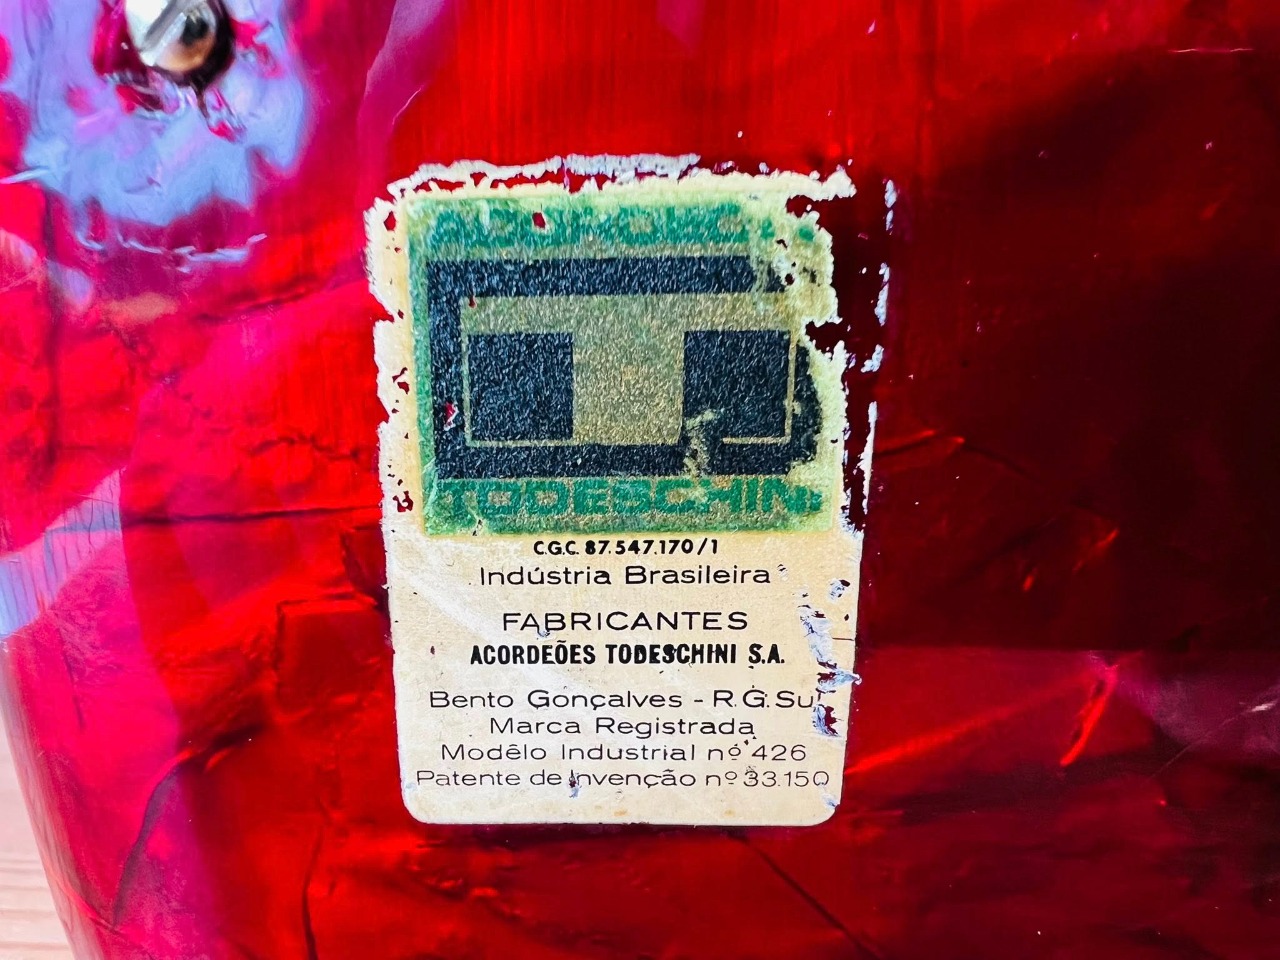 TODESCHINI
C.G.C. 87.547.170/1
Indústria Brasileira
FABRICANTES
ACORDEÕES TODESCHINI S.A.
Bento Gonçalves - R.G.Sul
Marca Registrada
Modêlo Industrial nº 426
Patente de Invenção nº 33.150